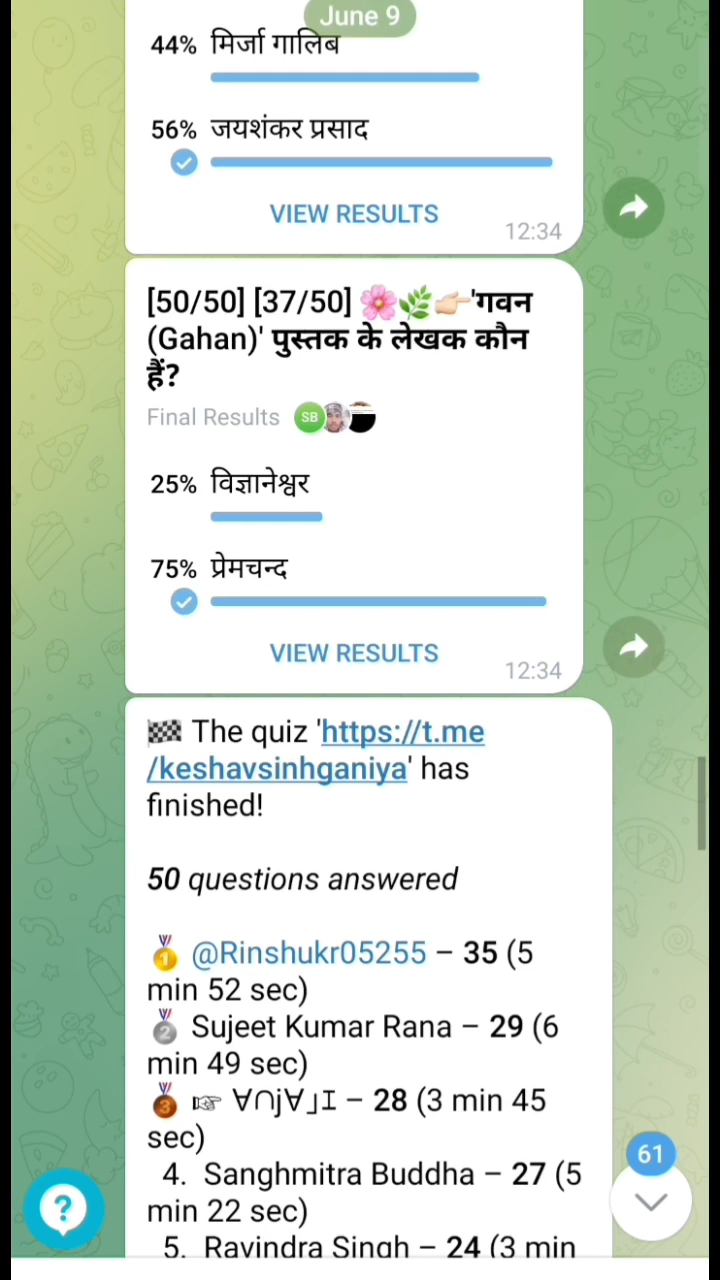 June 9
44% मिर्जा गालिब
56% जयशंकर प्रसाद
VIEW RESULTS
12:34
[50/50] [37/50] 🌸🌿👉🏻'गवन
(Gahan)' पुस्तक के लेखक कौन
हैं?
Final Results SB
25% विज्ञानेश्वर
75% प्रेमचन्द
VIEW RESULTS
12:34
🏁 The quiz 'https://t.me
/keshavsinhganiya' has
finished!
50 questions answered
🥇 @Rinshukr05255 – 35 (5
min 52 sec)
🥈 Sujeet Kumar Rana – 29 (6
min 49 sec)
🥉 ☞ ∀∩j∀｣I – 28 (3 min 45
sec)
4. Sanghmitra Buddha – 27 (5
min 22 sec)
5. Ravindra Singh – 24 (3 min
61
?